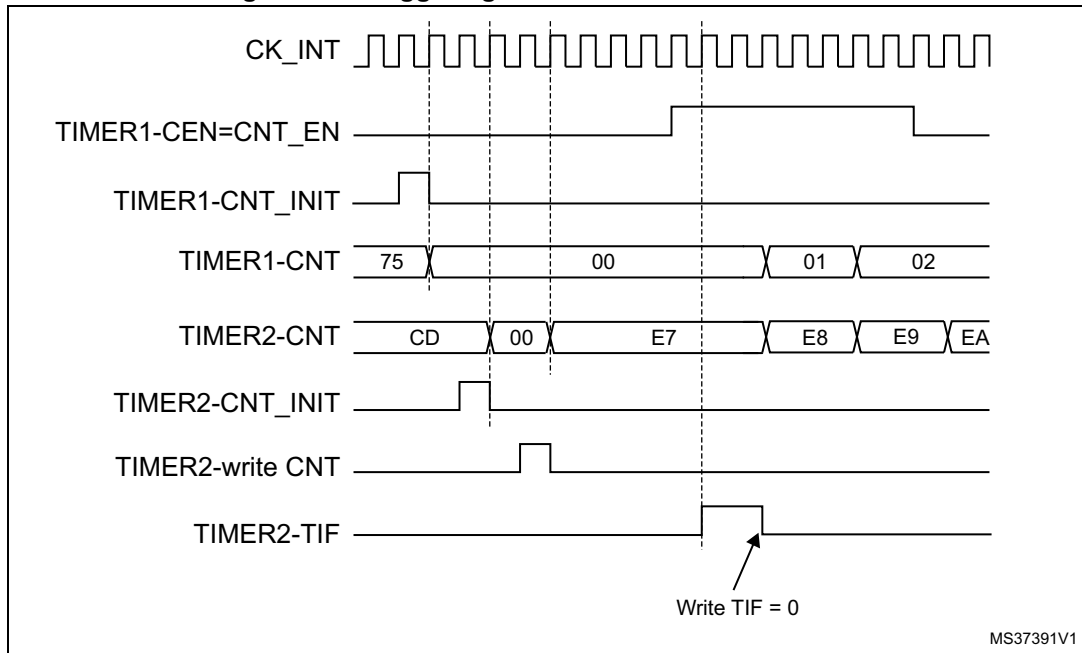 CK_INT
TIMER1-CEN=CNT_EN
TIMER1-CNT_INIT
TIMER1-CNT 75 00 01 02
TIMER2-CNT CD 00 E7 E8 E9 EA
TIMER2-CNT_INIT
TIMER2-write CNT
TIMER2-TIF
Write TIF = 0
MS37391V1